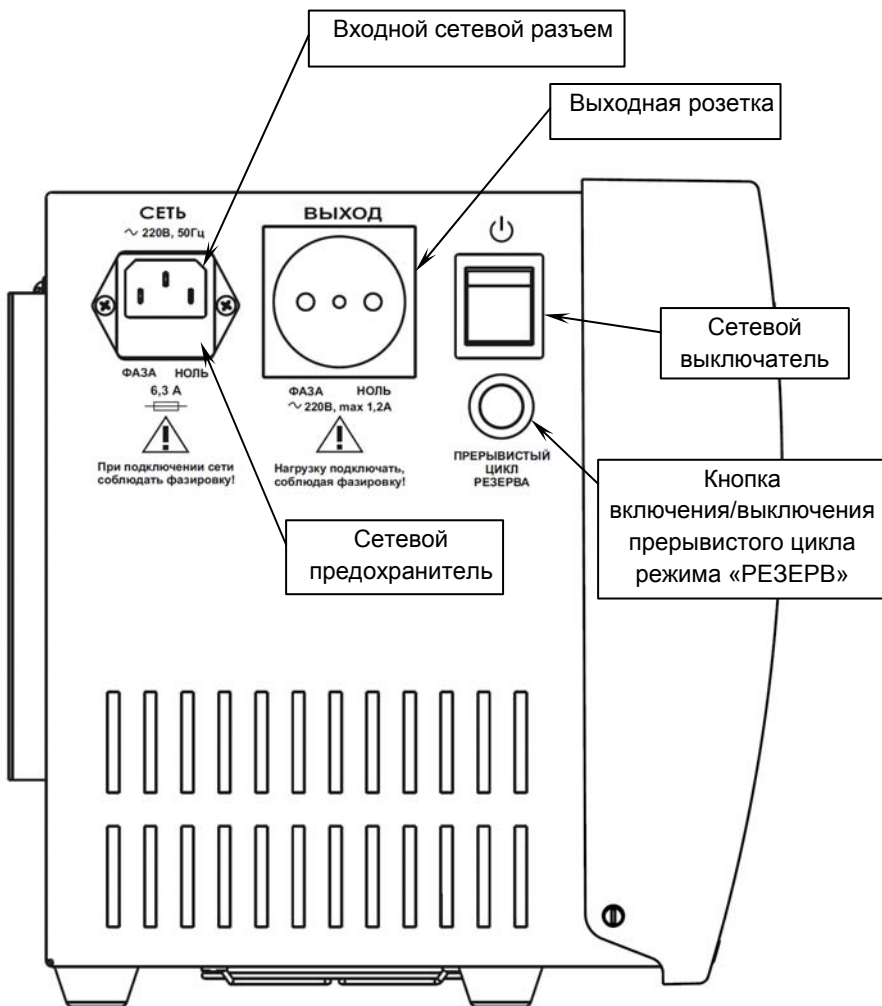 Входной сетевой разъем
Выходная розетка
СЕТЬ
~ 220В, 50Гц
ВЫХОД
ФАЗА НОЛЬ
6,3 А
При подключении сети
соблюдать фазировку!
ФАЗА НОЛЬ
~ 220В, max 1,2А
Нагрузку подключать,
соблюдая фазировку!
ПРЕРЫВИСТЫЙ
ЦИКЛ
РЕЗЕРВА
Сетевой
выключатель
Кнопка
включения/выключения
прерывистого цикла
режима «РЕЗЕРВ»
Сетевой
предохранитель